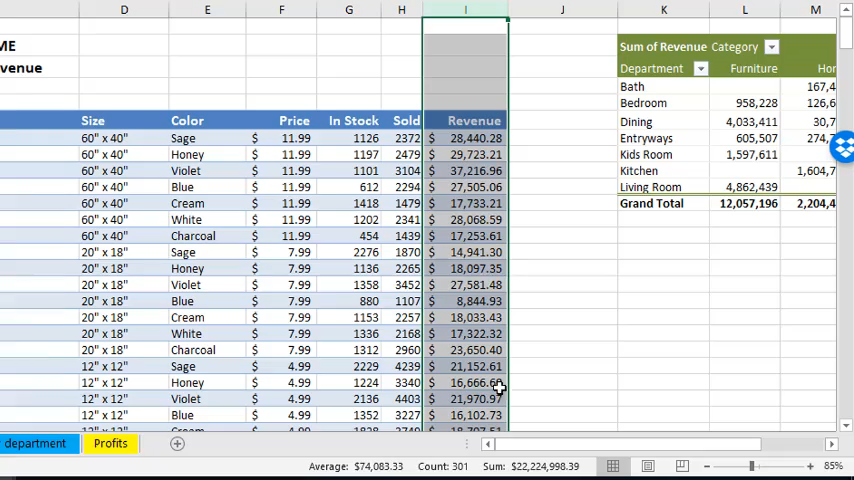 D E F G H I J K L M
ME
venue
Sum of Revenue Category
Department Furniture Hor
Bath 167,4
Bedroom 958,228 126,6
Dining 4,033,411 30,7
Entryways 605,507 274,7
Kids Room 1,597,611
Kitchen 1,604,7
Living Room 4,862,439
Grand Total 12,057,196 2,204,4
Size Color Price In Stock Sold Revenue
60" x 40" Sage $ 11.99 1126 2372 $ 28,440.28
60" x 40" Honey $ 11.99 1197 2479 $ 29,723.21
60" x 40" Violet $ 11.99 1101 3104 $ 37,216.96
60" x 40" Blue $ 11.99 612 2294 $ 27,505.06
60" x 40" Cream $ 11.99 1418 1479 $ 17,733.21
60" x 40" White $ 11.99 1202 2341 $ 28,068.59
60" x 40" Charcoal $ 11.99 454 1439 $ 17,253.61
20" x 18" Sage $ 7.99 2276 1870 $ 14,941.30
20" x 18" Honey $ 7.99 1136 2265 $ 18,097.35
20" x 18" Violet $ 7.99 1358 3452 $ 27,581.48
20" x 18" Blue $ 7.99 880 1107 $ 8,844.93
20" x 18" Cream $ 7.99 1153 2257 $ 18,033.43
20" x 18" White $ 7.99 1336 2168 $ 17,322.32
20" x 18" Charcoal $ 7.99 1312 2960 $ 23,650.40
12" x 12" Sage $ 4.99 2229 4239 $ 21,152.61
12" x 12" Honey $ 4.99 1224 3340 $ 16,666.60
12" x 12" Violet $ 4.99 2136 4403 $ 21,970.97
12" x 12" Blue $ 4.99 1352 3227 $ 16,102.73
department Profits
Average: $74,083.33 Count: 301 Sum: $22,224,998.39 85%